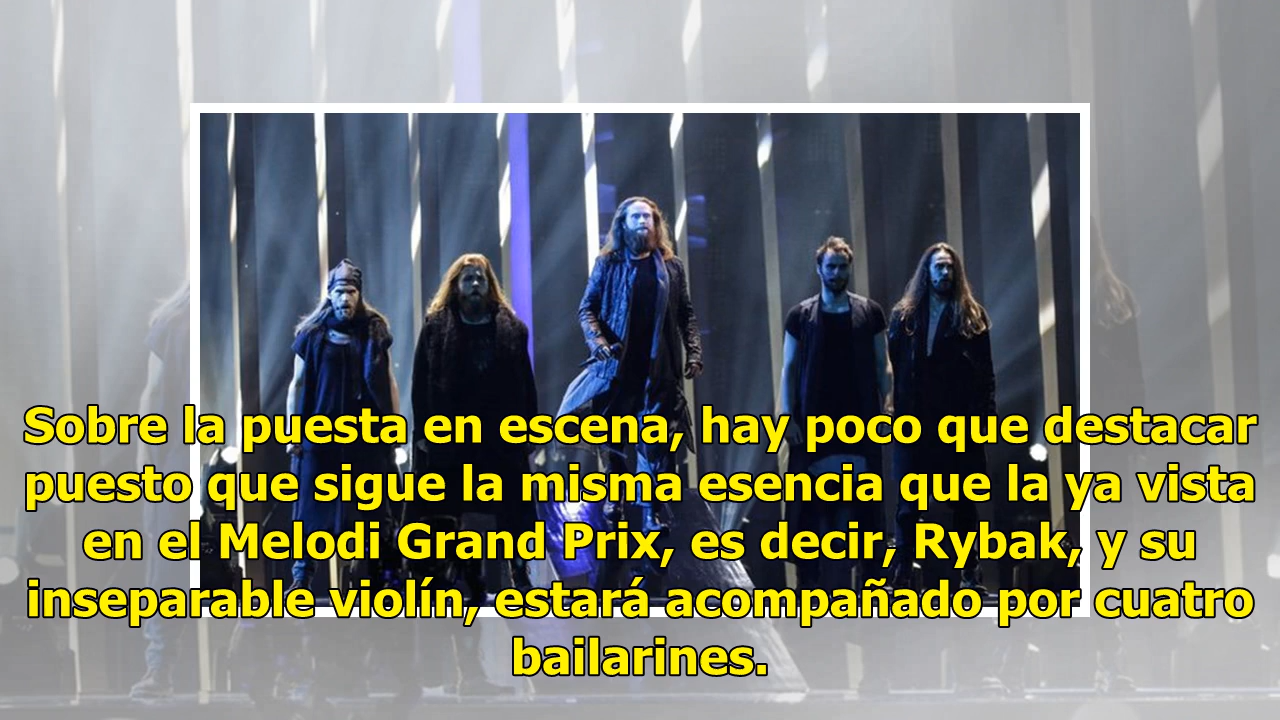 Sobre la puesta en escena, hay poco que destacar
puesto que sigue la misma esencia que la ya vista
en el Melodi Grand Prix, es decir, Rybak, y su
inseparable violín, estará acompañado por cuatro
bailarines.